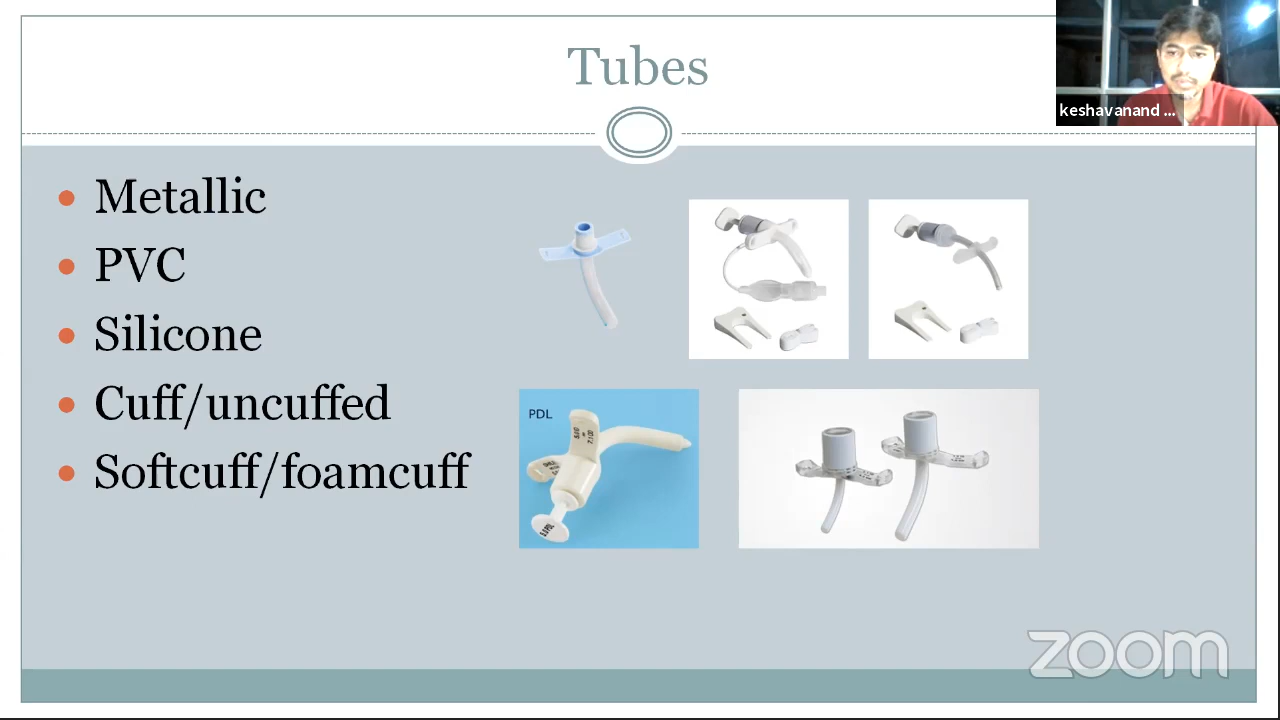 Tubes
keshavanand ...
Metallic
PVC
Silicone
Cuff/uncuffed
Softcuff/foamcuff
PDL
zoom